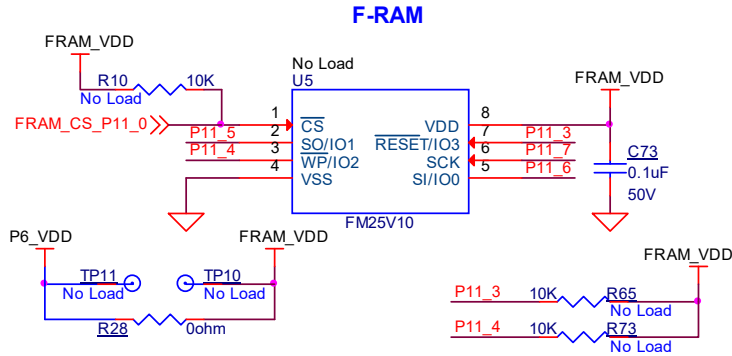 F-RAM
FRAM_VDD
R10 10K
No Load
FRAM_CS_P11_0
No Load
U5
1 CS VDD 8
P11_5 2 SO/IO1 RESET/IO3 7 P11_3
P11_4 3 WP/IO2 SCK 6 P11_7
4 VSS SI/IO0 5 P11_6
FM25V10
FRAM_VDD
C73
0.1uF
50V
P6_VDD FRAM_VDD
TP11 TP10
No Load No Load
R28 0ohm
FRAM_VDD
P11_3 10K R65
No Load
P11_4 10K R73
No Load